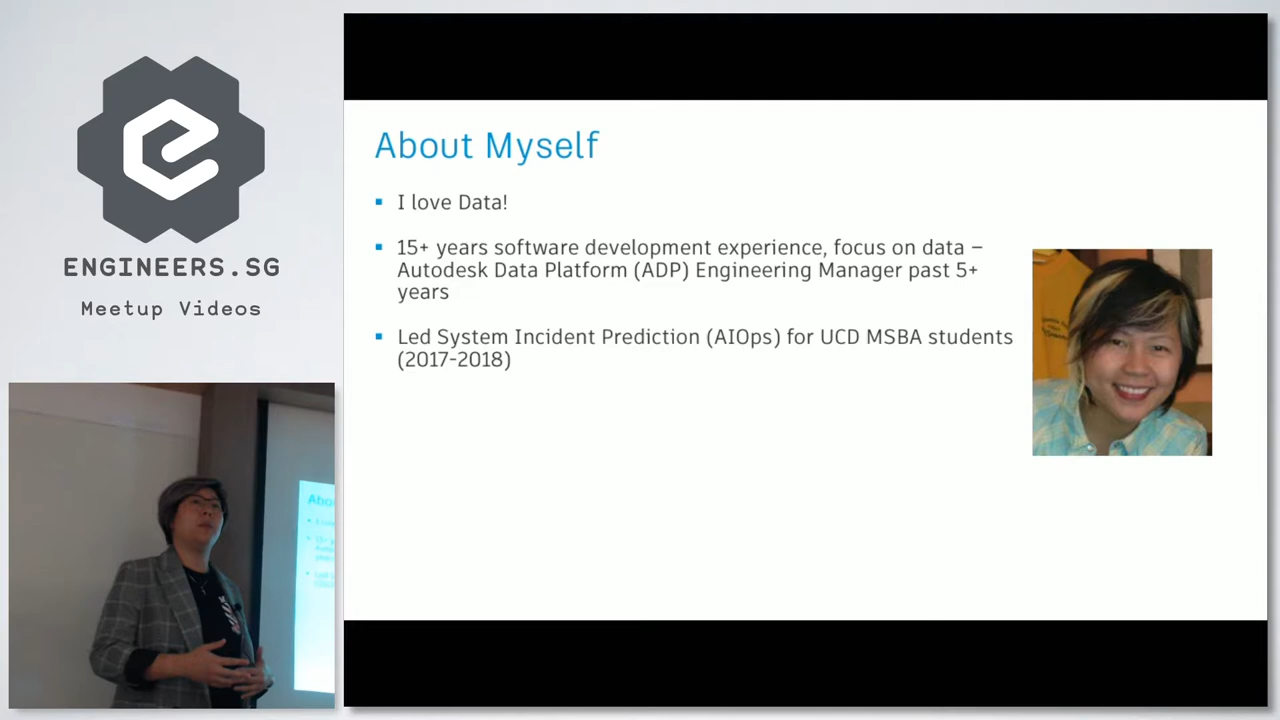 ENGINEERS.SG
Meetup Videos
About Myself
▪ I love Data!
▪ 15+ years software development experience, focus on data –
Autodesk Data Platform (ADP) Engineering Manager past 5+
years
▪ Led System Incident Prediction (AIOps) for UCD MSBA students
(2017-2018)